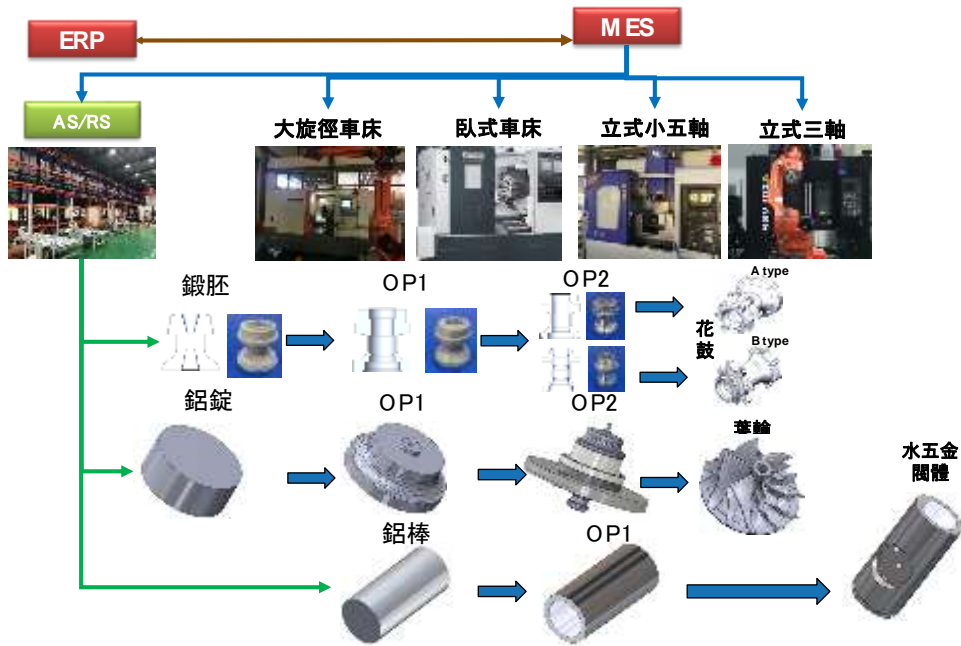 ERP
MES
AS/RS
大旋徑車床
臥式車床
立式小五軸
立式三軸
鍛胚
OP1
OP2
A type
花
鼓
B type
鋁錠
OP1
OP2
葉輪
水五金
閥體
鋁棒
OP1